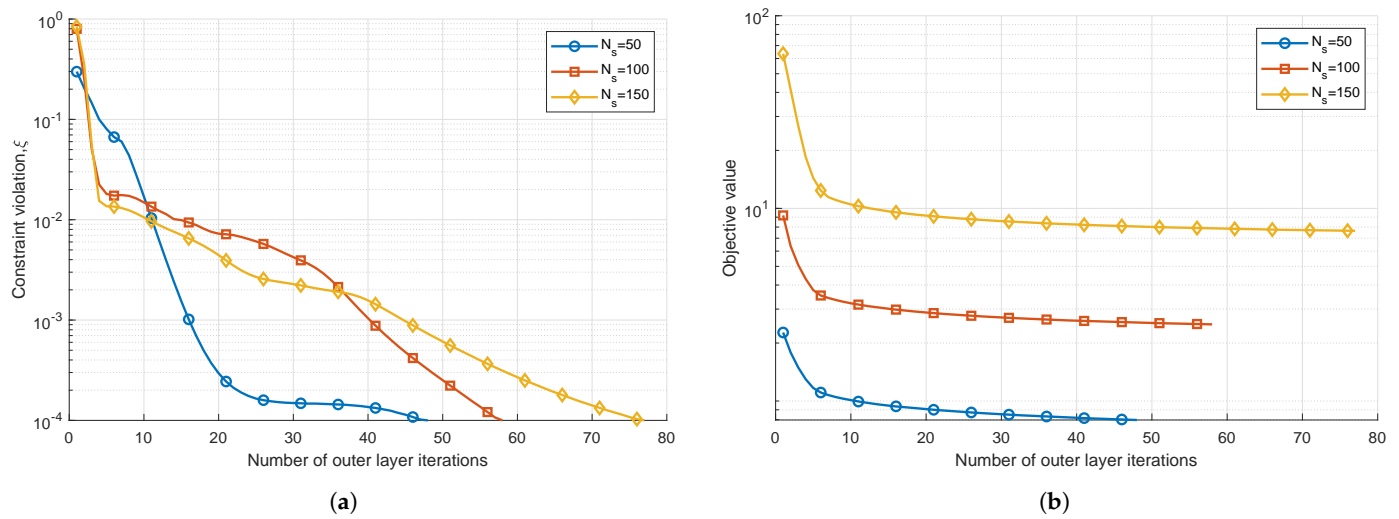 10^0
10^-1
10^-2
10^-3
10^-4
Constraint violation,ξ
0 10 20 30 40 50 60 70 80
Number of outer layer iterations
N_s=50
N_s=100
N_s=150
(a)
10^2
10^1
Objective value
0 10 20 30 40 50 60 70 80
Number of outer layer iterations
N_s=50
N_s=100
N_s=150
(b)